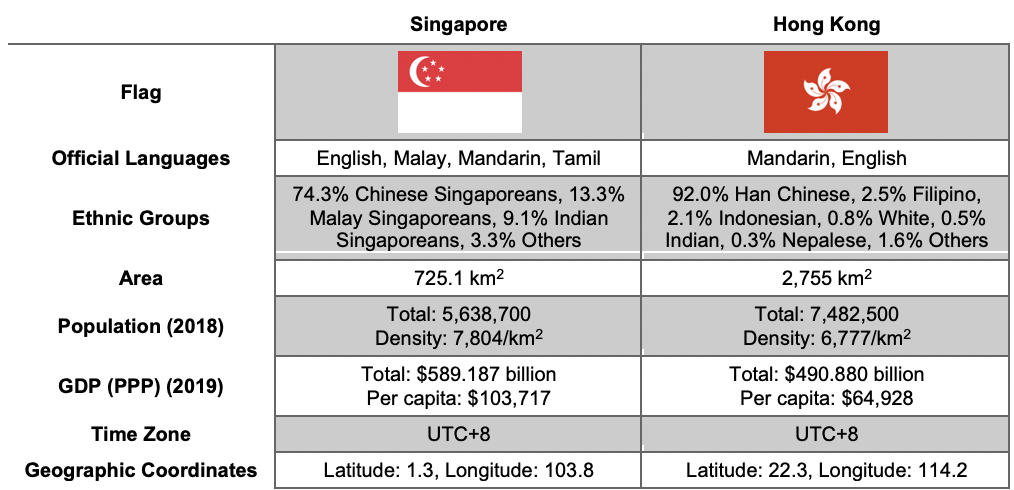 Singapore Hong Kong
Flag
Official Languages English, Malay, Mandarin, Tamil Mandarin, English
Ethnic Groups
74.3% Chinese Singaporeans, 13.3%
Malay Singaporeans, 9.1% Indian
Singaporeans, 3.3% Others
92.0% Han Chinese, 2.5% Filipino,
2.1% Indonesian, 0.8% White, 0.5%
Indian, 0.3% Nepalese, 1.6% Others
Area 725.1 km² 2,755 km²
Population (2018)
Total: 5,638,700
Density: 7,804/km²
Total: 7,482,500
Density: 6,777/km²
GDP (PPP) (2019)
Total: $589.187 billion
Per capita: $103,717
Total: $490.880 billion
Per capita: $64,928
Time Zone UTC+8 UTC+8
Geographic Coordinates Latitude: 1.3, Longitude: 103.8 Latitude: 22.3, Longitude: 114.2